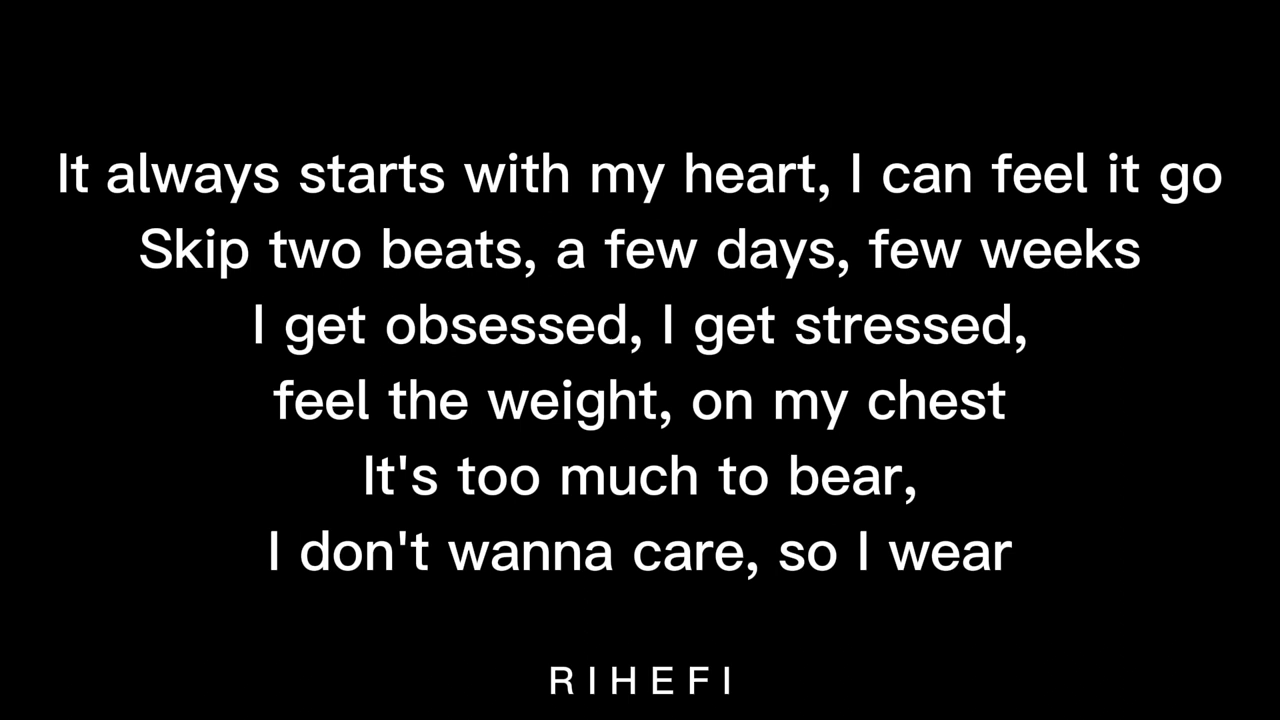 It always starts with my heart, I can feel it go
Skip two beats, a few days, few weeks
I get obsessed, I get stressed,
feel the weight, on my chest
It's too much to bear,
I don't wanna care, so I wear
RIHEFI